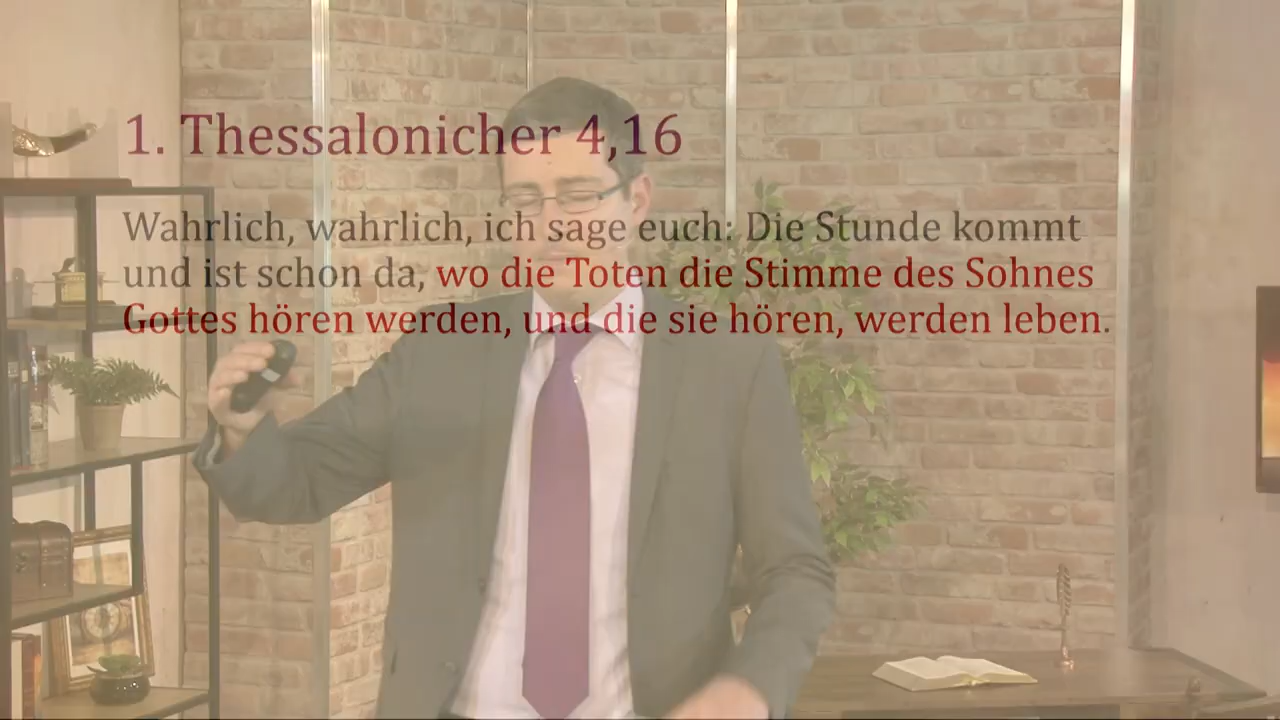 1. Thessalonicher 4,16
Wahrlich, wahrlich, ich sage euch: Die Stunde kommt
und ist schon da, wo die Toten die Stimme des Sohnes
Gottes hören werden, und die sie hören, werden leben.